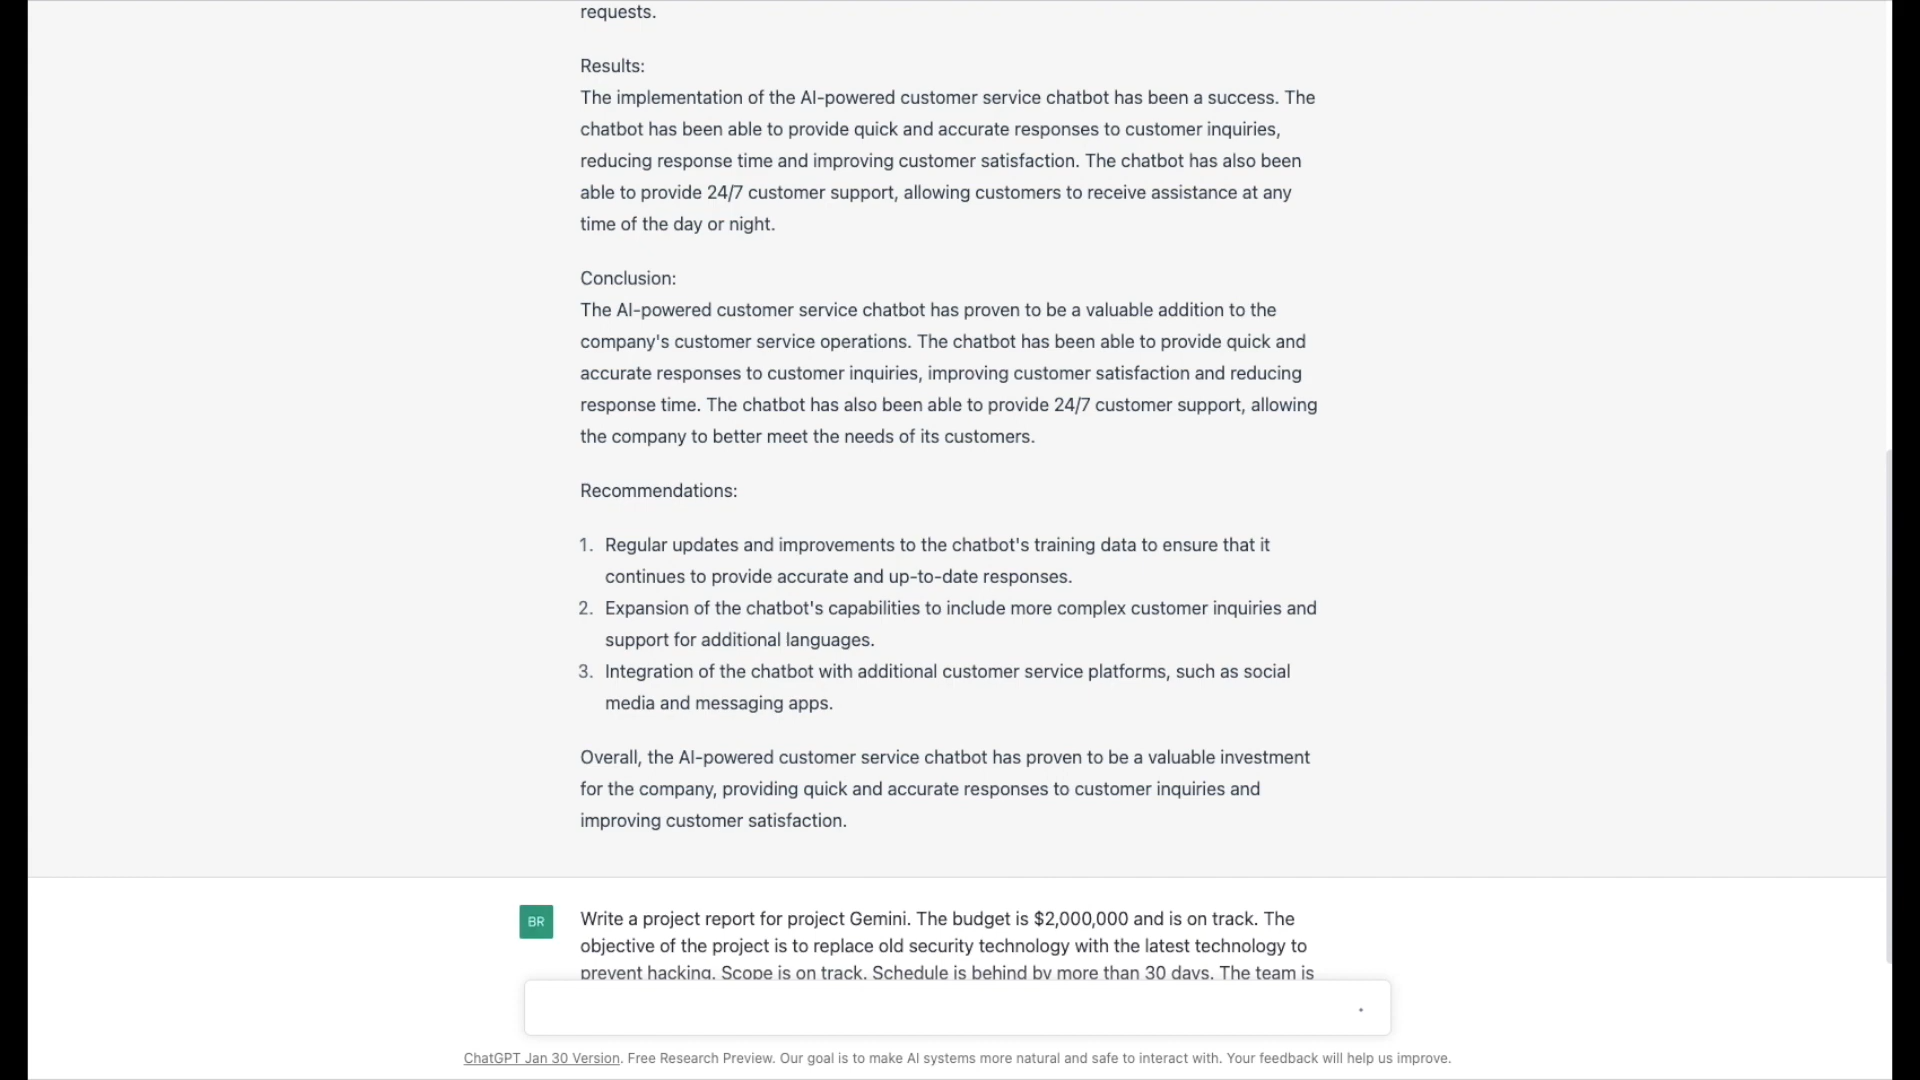 requests.
Results:
The implementation of the AI-powered customer service chatbot has been a success. The
chatbot has been able to provide quick and accurate responses to customer inquiries,
reducing response time and improving customer satisfaction. The chatbot has also been
able to provide 24/7 customer support, allowing customers to receive assistance at any
time of the day or night.
Conclusion:
The AI-powered customer service chatbot has proven to be a valuable addition to the
company's customer service operations. The chatbot has been able to provide quick and
accurate responses to customer inquiries, improving customer satisfaction and reducing
response time. The chatbot has also been able to provide 24/7 customer support, allowing
the company to better meet the needs of its customers.
Recommendations:
1. Regular updates and improvements to the chatbot's training data to ensure that it
continues to provide accurate and up-to-date responses.
2. Expansion of the chatbot's capabilities to include more complex customer inquiries and
support for additional languages.
3. Integration of the chatbot with additional customer service platforms, such as social
media and messaging apps.
Overall, the AI-powered customer service chatbot has proven to be a valuable investment
for the company, providing quick and accurate responses to customer inquiries and
improving customer satisfaction.
BR
Write a project report for project Gemini. The budget is $2,000,000 and is on track. The
objective of the project is to replace old security technology with the latest technology to
prevent hacking. Scope is on track. Schedule is behind by more than 30 days. The team is
ChatGPT Jan 30 Version. Free Research Preview. Our goal is to make AI systems more natural and safe to interact with. Your feedback will help us improve.